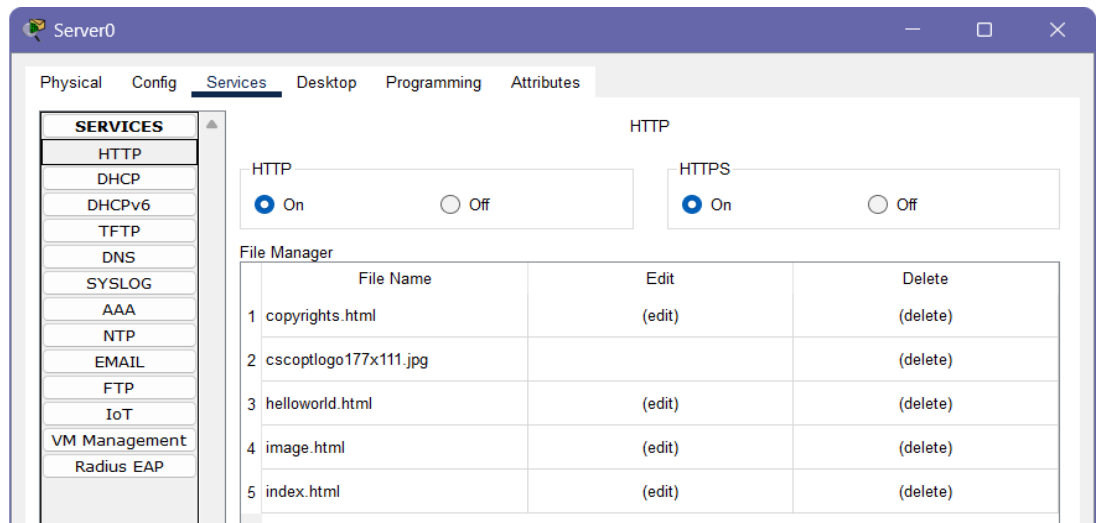 Server0
Physical Config Services Desktop Programming Attributes
SERVICES
HTTP
DHCP
DHCPv6
TFTP
DNS
SYSLOG
AAA
NTP
EMAIL
FTP
IoT
VM Management
Radius EAP
HTTP
HTTP
On Off
HTTPS
On Off
File Manager
File Name Edit Delete
1 copyrights.html (edit) (delete)
2 cscoptlogo177x111.jpg (delete)
3 helloworld.html (edit) (delete)
4 image.html (edit) (delete)
5 index.html (edit) (delete)